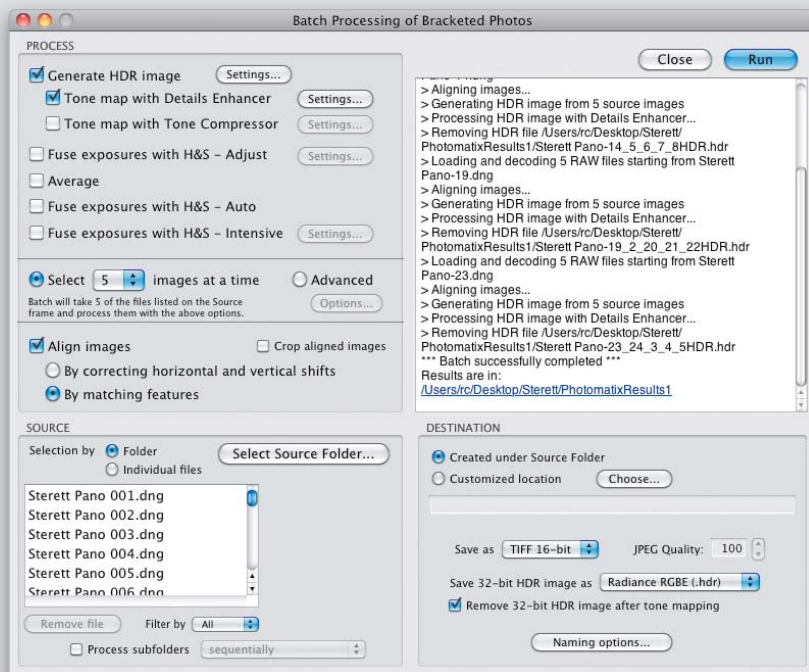 Batch Processing of Bracketed Photos
PROCESS
Generate HDR image
Settings...
Tone map with Details Enhancer
Settings...
Tone map with Tone Compressor
Settings...
Fuse exposures with H&S - Adjust
Settings...
Average
Fuse exposures with H&S - Auto
Fuse exposures with H&S - Intensive
Settings...
Select 5 images at a time
Advanced
Batch will take 5 of the files listed on the Source
frame and process them with the above options.
Options...
Align images
Crop aligned images
By correcting horizontal and vertical shifts
By matching features
Close
Run
> Aligning images...
> Generating HDR image from 5 source images
> Processing HDR image with Details Enhancer...
> Removing HDR file /Users/rc/Desktop/Sterett/
PhotomatixResults1/Sterett Pano-14_5_6_7_8HDR.hdr
> Loading and decoding 5 RAW files starting from Sterett
Pano-19.dng
> Aligning images...
> Generating HDR image from 5 source images
> Processing HDR image with Details Enhancer...
> Removing HDR file /Users/rc/Desktop/Sterett/
PhotomatixResults1/Sterett Pano-19_2_20_21_22HDR.hdr
> Loading and decoding 5 RAW files starting from Sterett
Pano-23.dng
> Aligning images...
> Generating HDR image from 5 source images
> Processing HDR image with Details Enhancer...
> Removing HDR file /Users/rc/Desktop/Sterett/
PhotomatixResults1/Sterett Pano-23_24_3_4_5HDR.hdr
*** Batch successfully completed ***
Results are in:
/Users/rc/Desktop/Sterett/PhotomatixResults1
SOURCE
Selection by
Folder
Individual files
Select Source Folder...
Sterett Pano 001.dng
Sterett Pano 002.dng
Sterett Pano 003.dng
Sterett Pano 004.dng
Sterett Pano 005.dng
Sterett Pano 006.dng
Remove file
Filter by All
Process subfolders sequentially
DESTINATION
Created under Source Folder
Customized location
Choose...
Save as TIFF 16-bit
JPEG Quality: 100
Save 32-bit HDR image as Radiance RGBE (.hdr)
Remove 32-bit HDR image after tone mapping
Naming options...